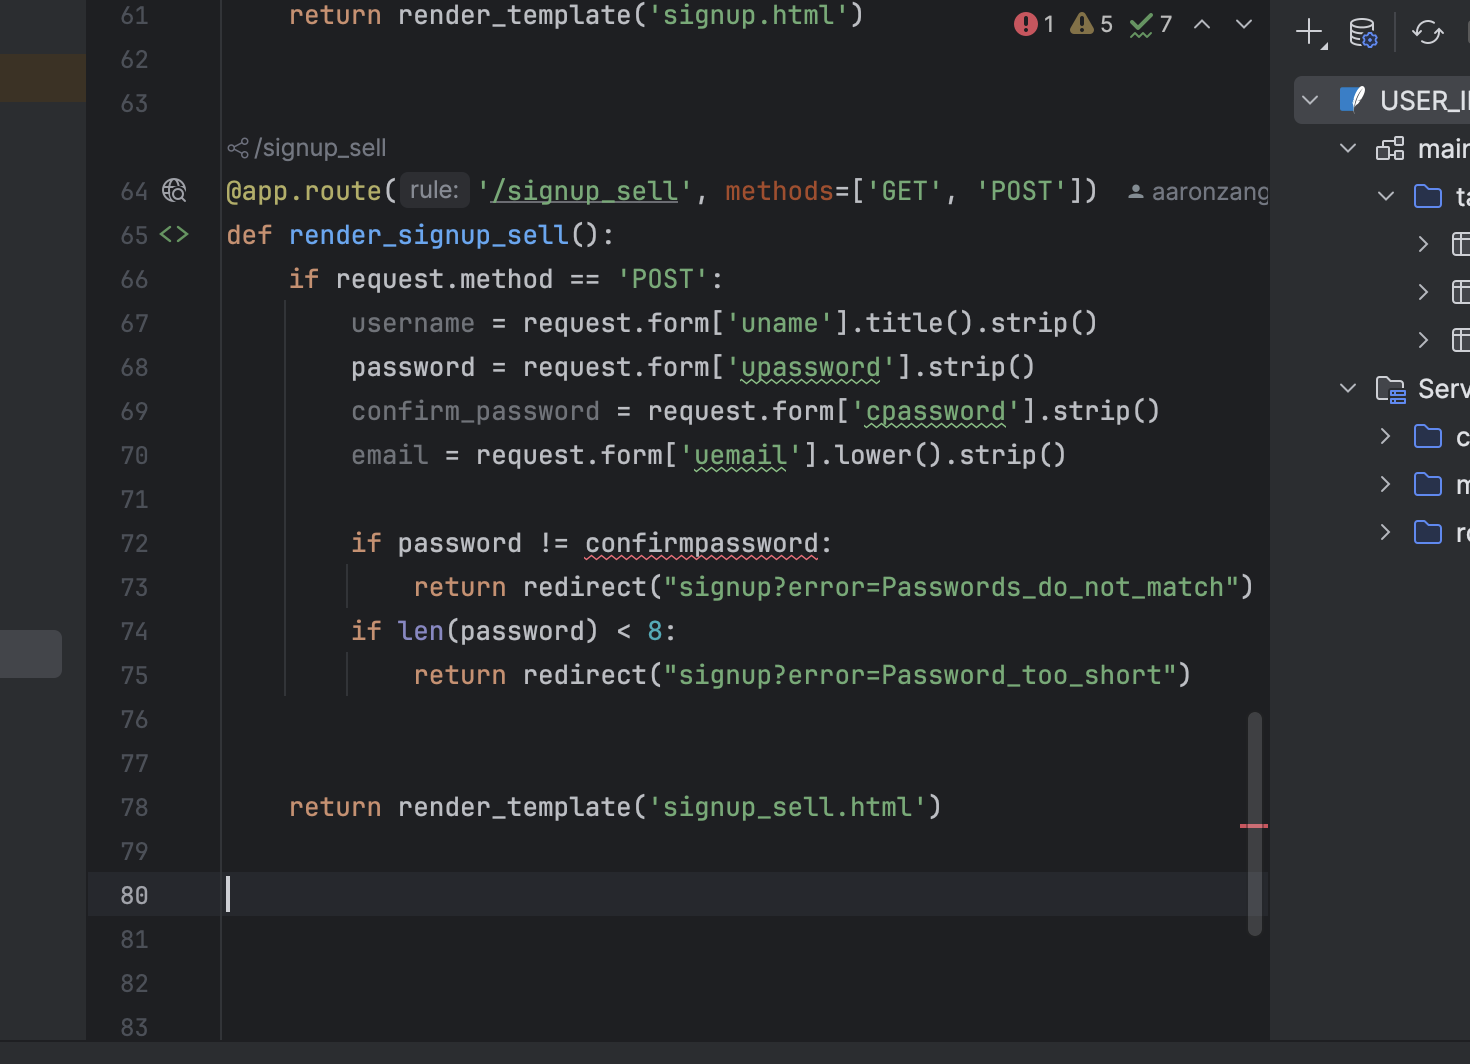 61 return render_template('signup.html')
1 5 7
62
63
/signup_sell
64 @app.route( rule: '/signup_sell', methods=['GET', 'POST']) aaronzang
65 def render_signup_sell():
66 if request.method == 'POST':
67 username = request.form['uname'].title().strip()
68 password = request.form['upassword'].strip()
69 confirm_password = request.form['cpassword'].strip()
70 email = request.form['uemail'].lower().strip()
71
72 if password != confirmpassword:
73 return redirect("signup?error=Passwords_do_not_match")
74 if len(password) < 8:
75 return redirect("signup?error=Password_too_short")
76
77
78 return render_template('signup_sell.html')
79
80
81
82
83
USER_I
main
ta
Serv
c
m
ro